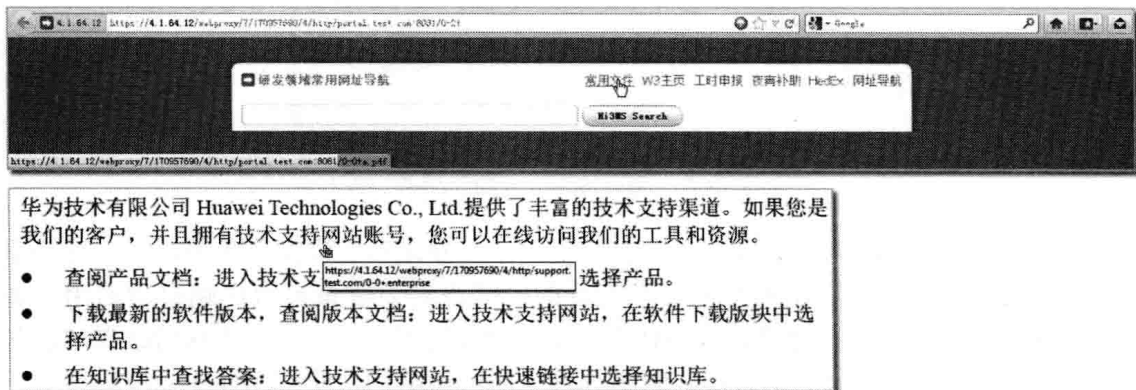 4.1.64.12 https://4.1.64.12/webproxy/7/170957690/4/http/portal.test.com:8081/0-2f
Google
研发领域常用网址导航
常用文件 W3主页 工时申报 夜宵补助 HedEx 网址导航
Hi3MS Search
https://4.1.64.12/webproxy/7/170957690/4/http/portal.test.com:8081/0-0+a.pdf
华为技术有限公司 Huawei Technologies Co., Ltd.提供了丰富的技术支持渠道。如果您是
我们的客户，并且拥有技术支持网站账号，您可以在线访问我们的工具和资源。
● 查阅产品文档：进入技术支 选择产品。
https://4.1.64.12/webproxy/7/170957690/4/http/support.
test.com/0-0+enterprise
● 下载最新的软件版本，查阅版本文档：进入技术支持网站，在软件下载版块中选
择产品。
● 在知识库中查找答案：进入技术支持网站，在快速链接中选择知识库。